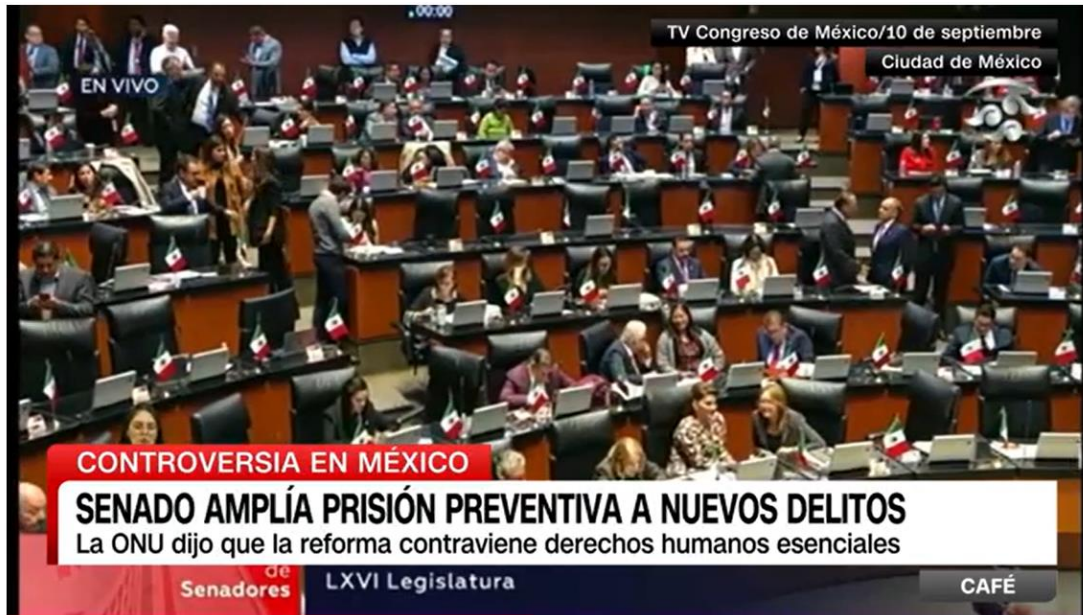 00:00
TV Congreso de México/10 de septiembre
Ciudad de México
EN VIVO
CONTROVERSIA EN MÉXICO
SENADO AMPLÍA PRISIÓN PREVENTIVA A NUEVOS DELITOS
La ONU dijo que la reforma contraviene derechos humanos esenciales
de
Senadores
LXVI Legislatura
CAFÉ